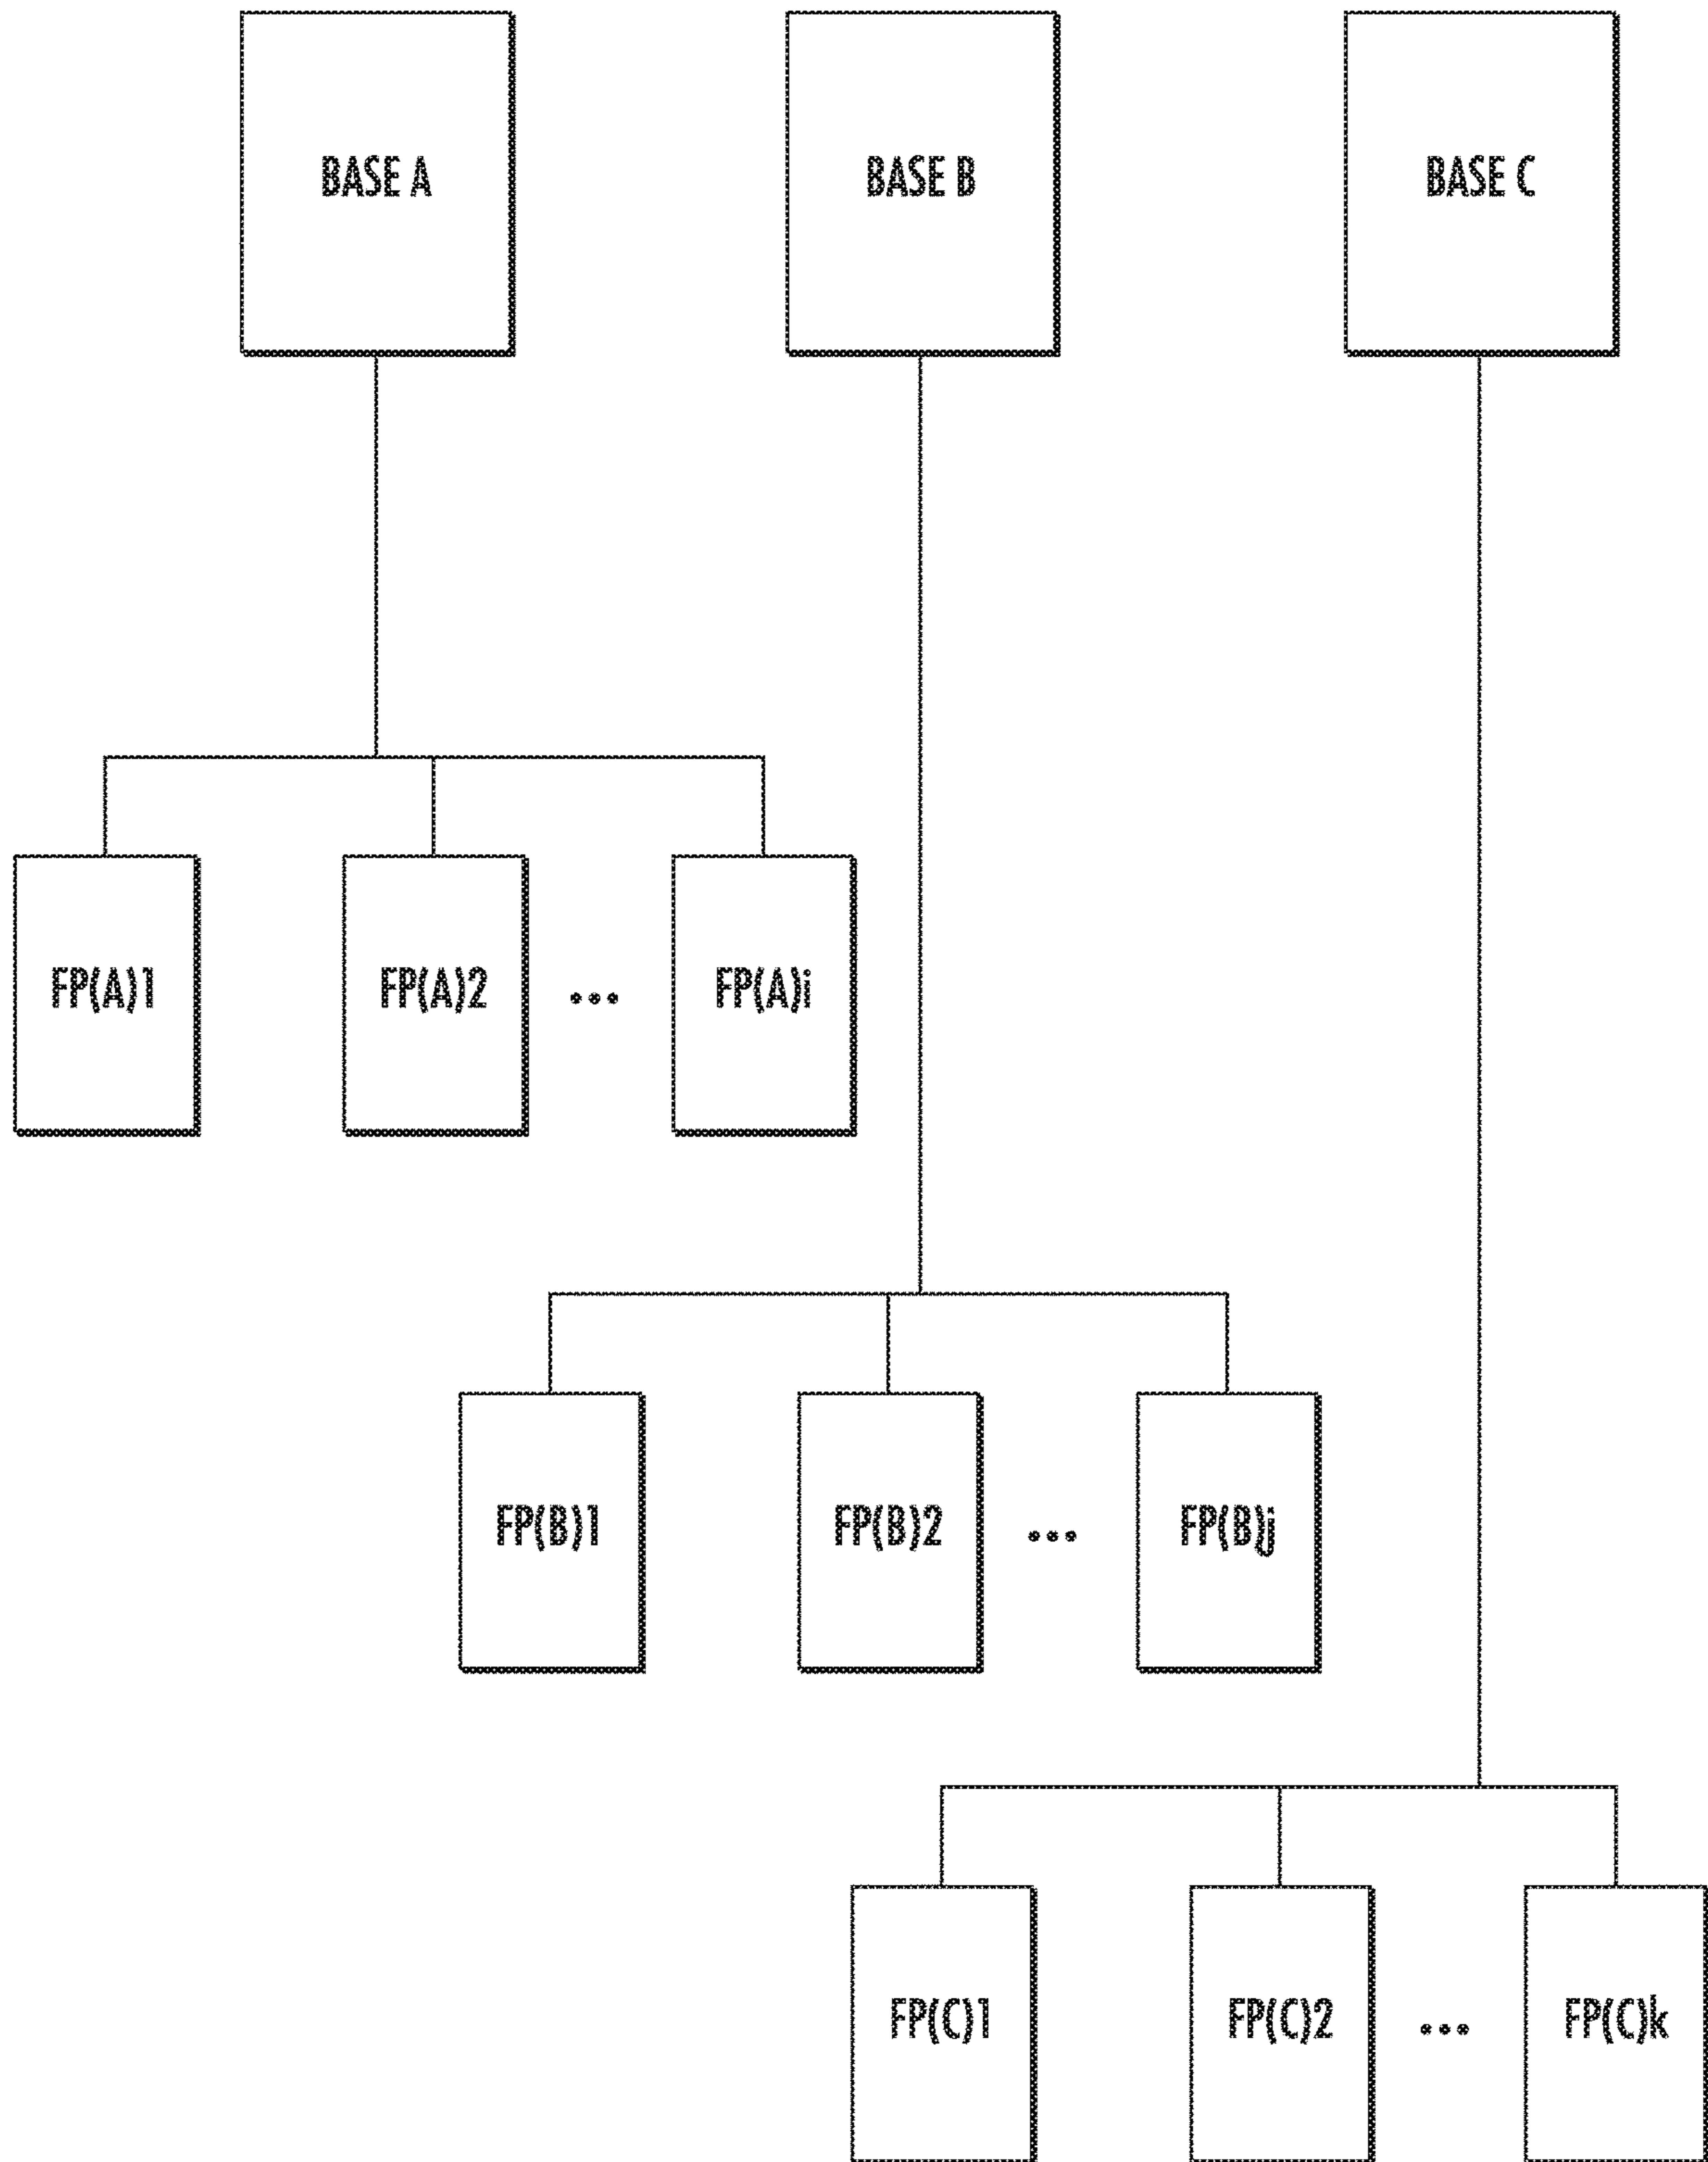 BASE A
BASE B
BASE C
FP(A)1
FP(A)2
...
FP(A)i
FP(B)1
FP(B)2
...
FP(B)j
FP(C)1
FP(C)2
...
FP(C)k